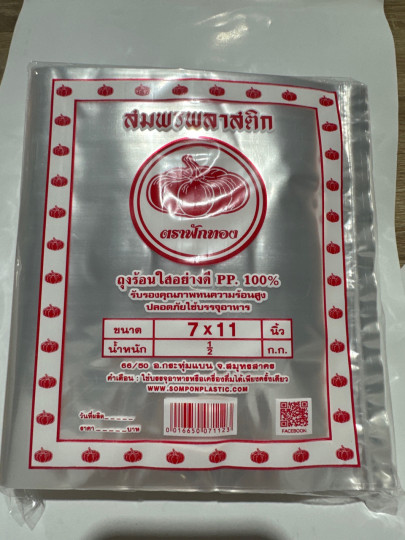 สมพรพลาสติก
ตราฟักทอง
ถุงร้อนใสอย่างดี PP. 100%
รับรองคุณภาพทนความร้อนสูง
ปลอดภัยใช่บรรจุอาหาร
ขนาด 7 x 11 นิ้ว
น้ำหนัก 1/2 ก.ก.
66/50 อ.กระทุ่มแบน จ.สมุทรสาคร
คำเตือน : ใช้บรรจุอาหารหรือเครื่องดื่มได้เพียงครั้งเดียว
WWW.SOMPONPLASTIC.COM
วันที่ผลิต
ราคา บาท
0016650071123
FACEBOOK